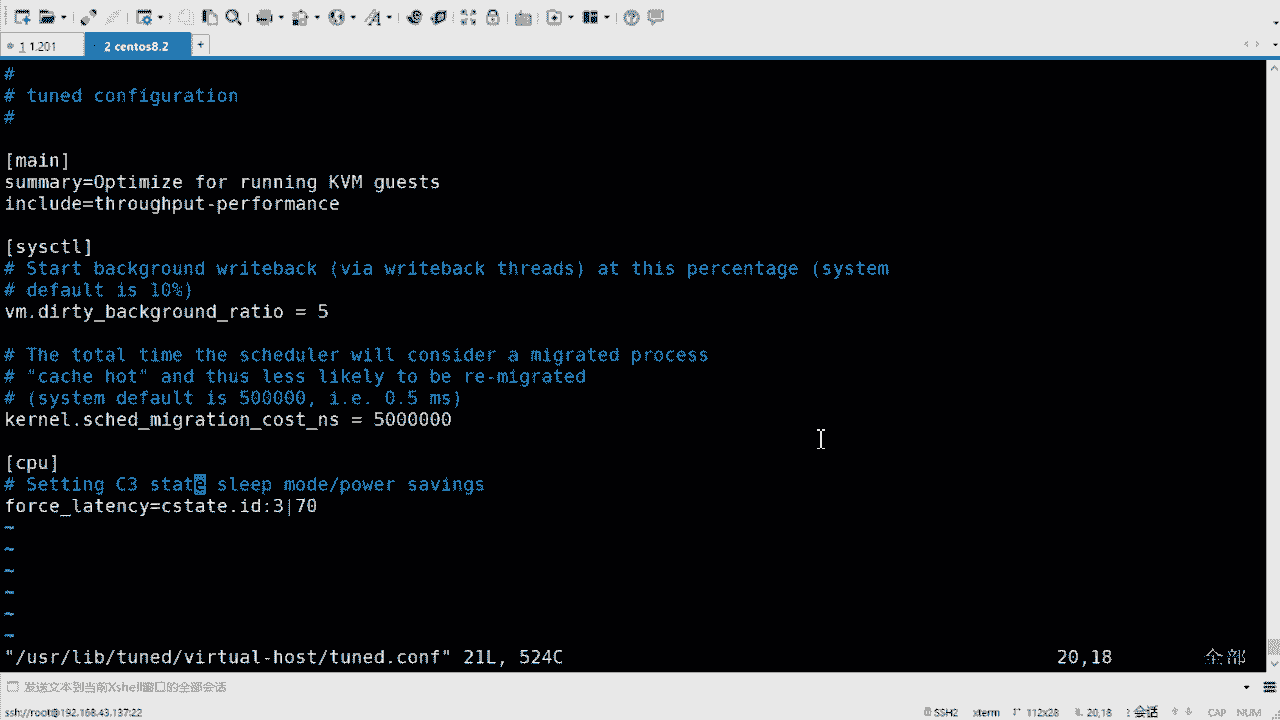 1 1.201
2 centos8.2
+
#
# tuned configuration
#
[main]
summary=Optimize for running KVM guests
include=throughput-performance
[sysctl]
# Start background writeback (via writeback threads) at this percentage (system
# default is 10%)
vm.dirty_background_ratio = 5
# The total time the scheduler will consider a migrated process
# "cache hot" and thus less likely to be re-migrated
# (system default is 500000, i.e. 0.5 ms)
kernel.sched_migration_cost_ns = 5000000
[cpu]
# Setting C3 state sleep mode/power savings
force_latency=cstate.id:3|70
~
~
~
~
~
~
"/usr/lib/tuned/virtual-host/tuned.conf" 21L, 524C 20,18 全部
发送文本到当前Xshell窗口的全部会话
ssh://root@192.168.43.137:22 SSH2 xterm 112x28 20,18 1 会话 CAP NUM